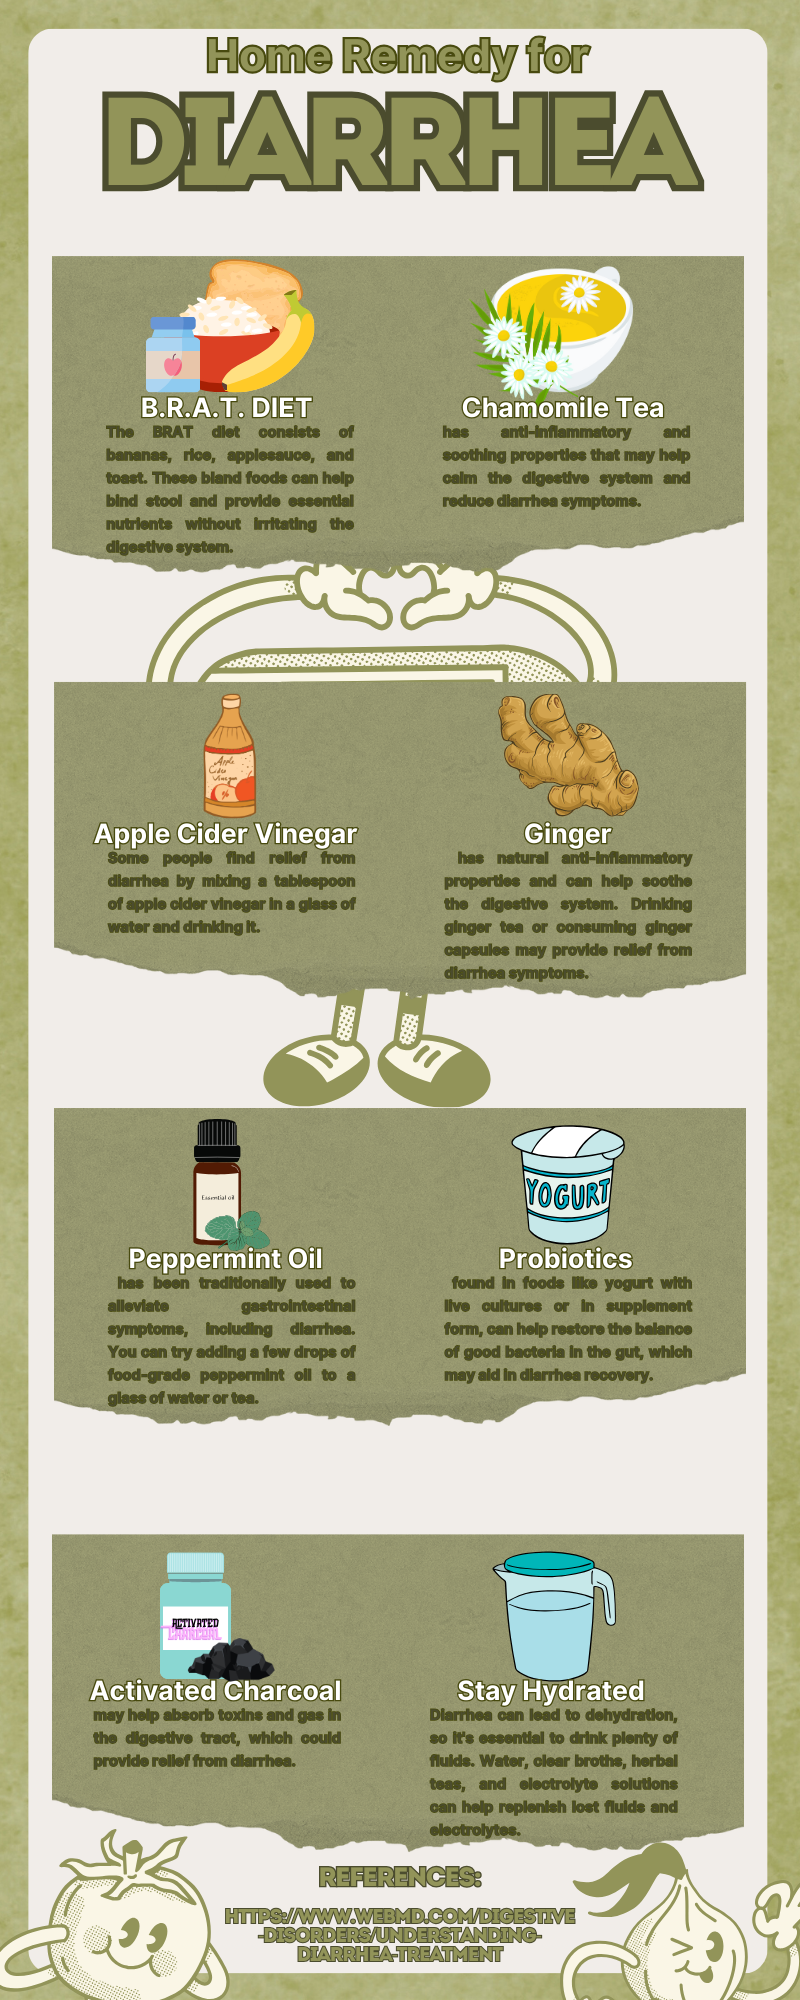 Home Remedy for
DIARRHEA
B.R.A.T. DIET
The BRAT diet consists of
bananas, rice, applesauce, and
toast. These bland foods can help
bind stool and provide essential
nutrients without irritating the
digestive system.
Chamomile Tea
has anti-inflammatory and
soothing properties that may help
calm the digestive system and
reduce diarrhea symptoms.
Apple
Cider
Vinegar
Apple Cider Vinegar
Some people find relief from
diarrhea by mixing a tablespoon
of apple cider vinegar in a glass of
water and drinking it.
Ginger
has natural anti-inflammatory
properties and can help soothe
the digestive system. Drinking
ginger tea or consuming ginger
capsules may provide relief from
diarrhea symptoms.
Essential oil
Peppermint Oil
has been traditionally used to
alleviate gastrointestinal
symptoms, including diarrhea.
You can try adding a few drops of
food-grade peppermint oil to a
glass of water or tea.
YOGURT
Probiotics
found in foods like yogurt with
live cultures or in supplement
form, can help restore the balance
of good bacteria in the gut, which
may aid in diarrhea recovery.
ACTIVATED
CHARCOAL
Activated Charcoal
may help absorb toxins and gas in
the digestive tract, which could
provide relief from diarrhea.
Stay Hydrated
Diarrhea can lead to dehydration,
so it's essential to drink plenty of
fluids. Water, clear broths, herbal
teas, and electrolyte solutions
can help replenish lost fluids and
electrolytes.
REFERENCES:
HTTPS://WWW.WEBMD.COM/DIGESTIVE
-DISORDERS/UNDERSTANDING-
DIARRHEA-TREATMENT